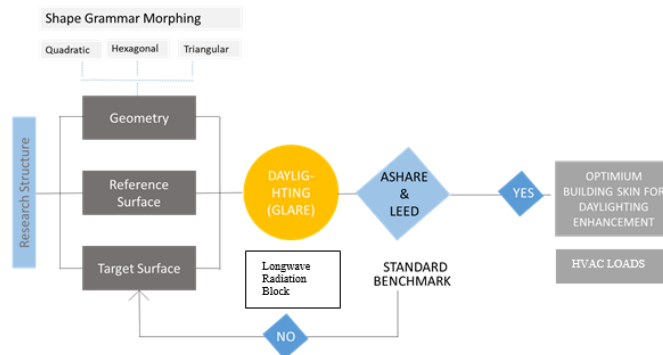 Shape Grammar Morphing
Quadratic Hexagonal Triangular
Research Structure
Geometry
Reference
Surface
Target Surface
DAYLIGH-
HTING
(GLARE)
ASHARE
&
LEED
YES
OPTIMIUM
BUILDING SKIN FOR
DAYLIGHTING
ENHANCEMENT
Longwave
Radiation
Block
STANDARD
BENCHMARK
HVAC LOADS
NO